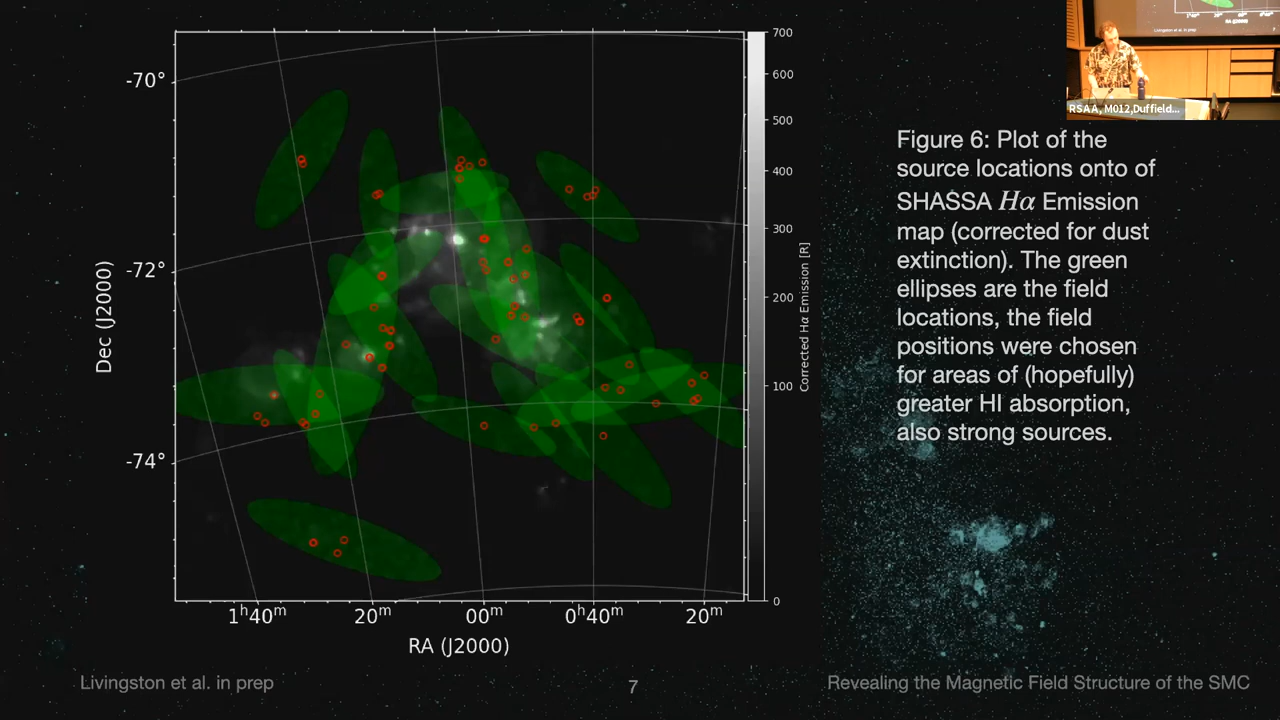 RSAA, M012,Duffield...
Figure 6: Plot of the
source locations onto of
SHASSA Hα Emission
map (corrected for dust
extinction). The green
ellipses are the field
locations, the field
positions were chosen
for areas of (hopefully)
greater HI absorption,
also strong sources.
-70°
-72°
-74°
Dec (J2000)
1ʰ40ᵐ 20ᵐ 00ᵐ 0ʰ40ᵐ 20ᵐ
RA (J2000)
700
600
500
400
300
200
100
0
Corrected Hα Emission [R]
Livingston et al. in prep
7
Revealing the Magnetic Field Structure of the SMC